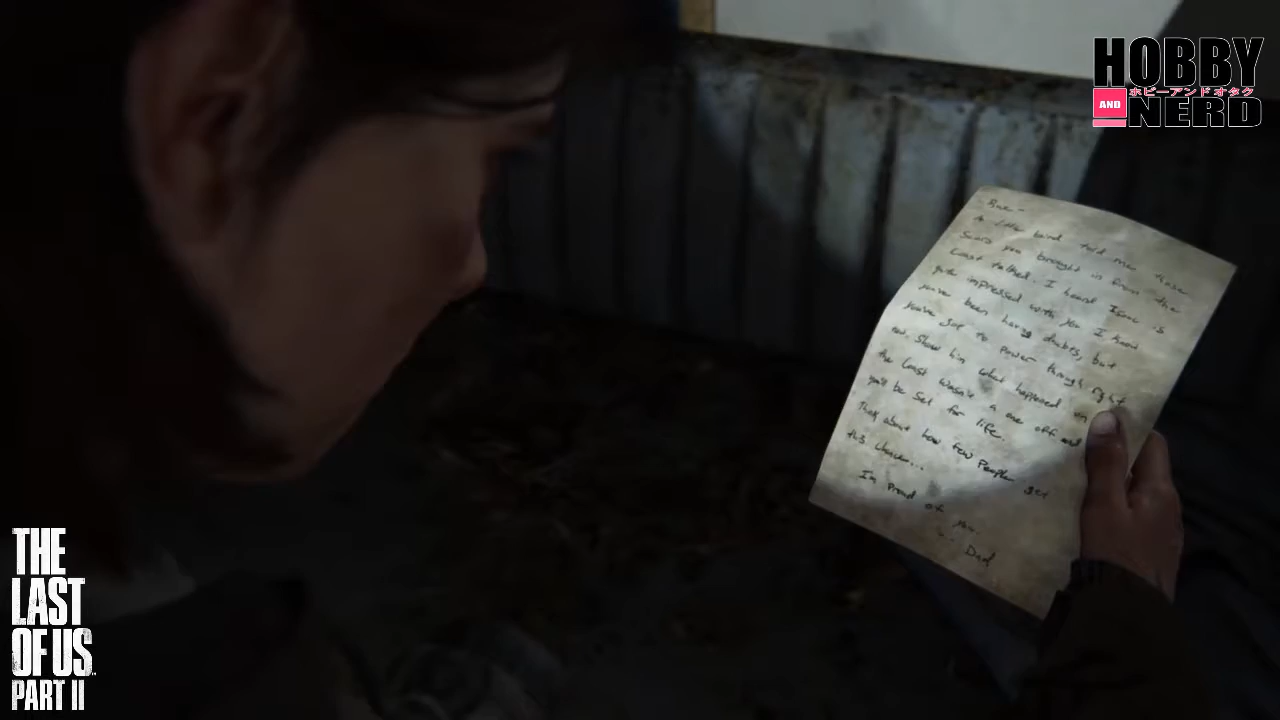 HOBBY
ホビーアンドオタク
AND
NERD
A little bird told me those
Scars you brought in from the
Coast talked. I heard Isaac is
quite impressed with you. I know
you've been having doubts, but
you've got to power through right
now. Show him what happened on
the Coast wasn't a one off and
you'll be set for life.
Think about how few People get
this chance...
I'm Proud of you.
- Dad
THE
LAST
OF US
PART II